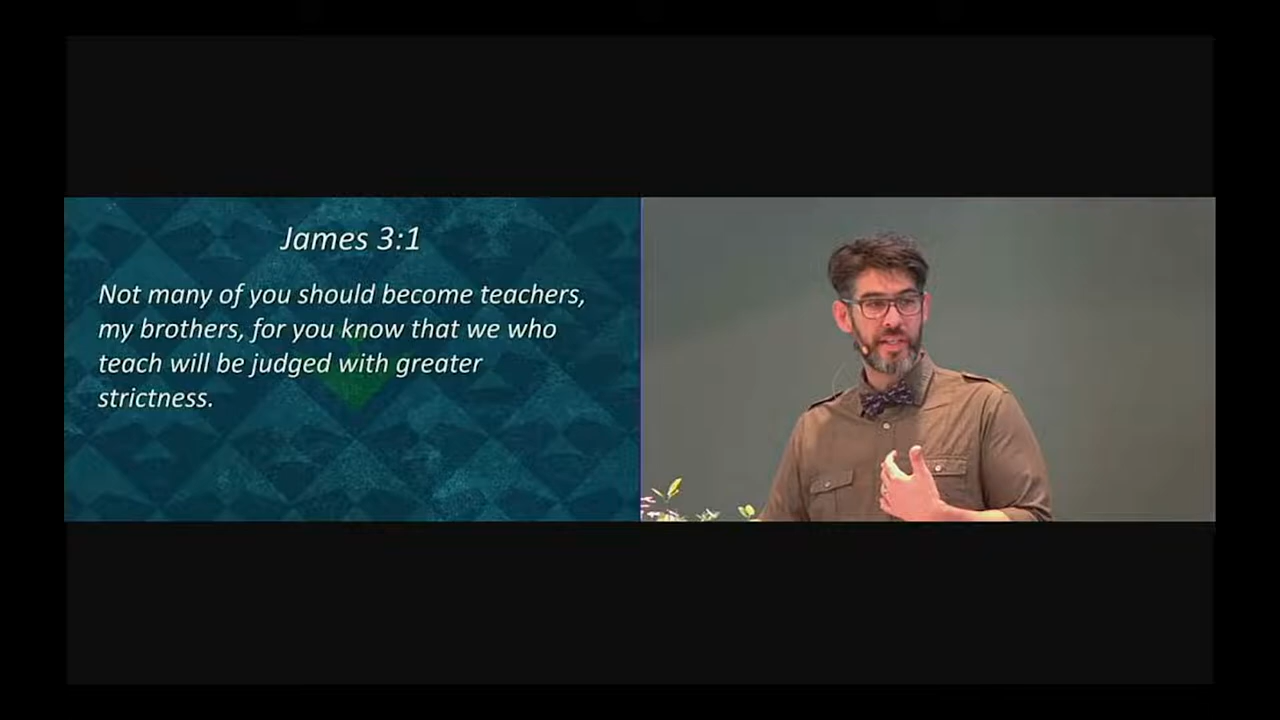 James 3:1
Not many of you should become teachers,
my brothers, for you know that we who
teach will be judged with greater
strictness.